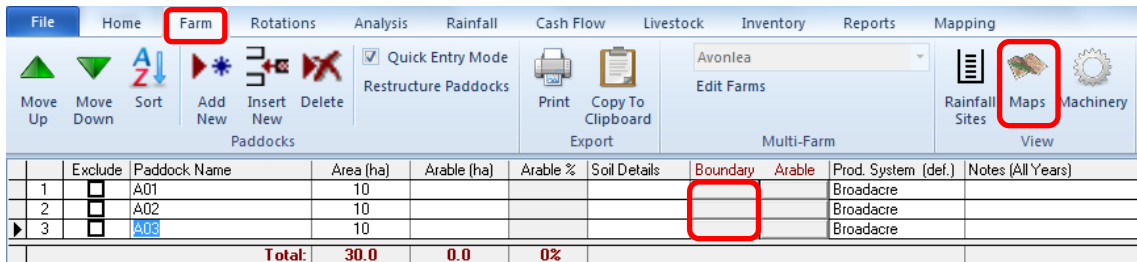 File Home Farm Rotations Analysis Rainfall Cash Flow Livestock Inventory Reports Mapping
Move Up
Move Down
Sort
Add New
Insert New
Delete
Quick Entry Mode
Restructure Paddocks
Paddocks
Print
Copy To Clipboard
Export
Avonlea
Edit Farms
Multi-Farm
Rainfall Sites
Maps
Machinery
View
Exclude Paddock Name Area (ha) Arable (ha) Arable % Soil Details Boundary Arable Prod. System (def.) Notes (All Years)
1 A01 10 Broadacre
2 A02 10 Broadacre
3 A03 10 Broadacre
Total: 30.0 0.0 0%